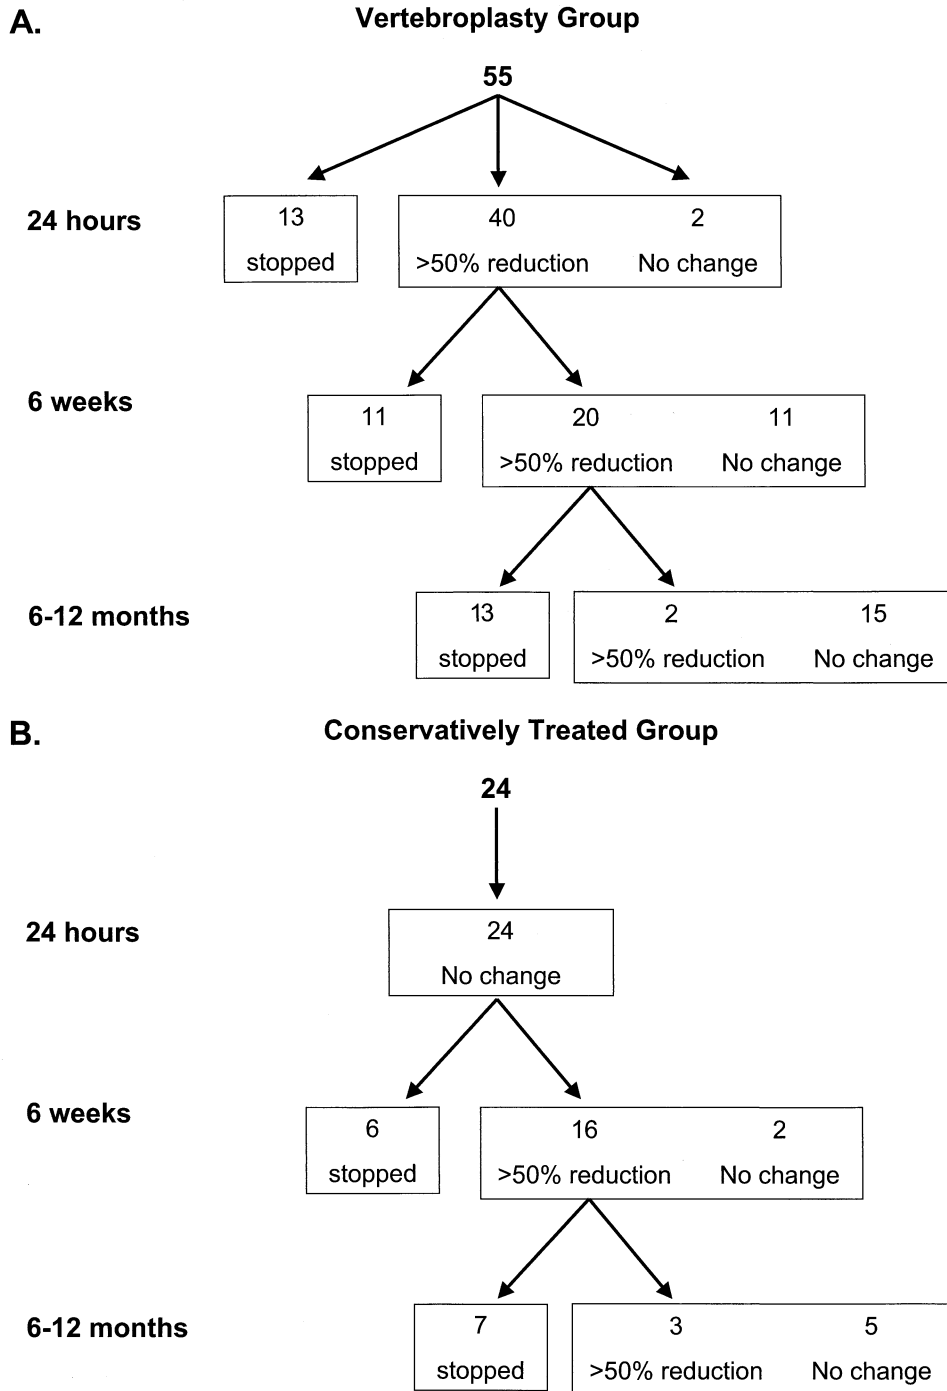 A.
Vertebroplasty Group
55
24 hours
13
stopped
40
>50% reduction
2
No change
6 weeks
11
stopped
20
>50% reduction
11
No change
6-12 months
13
stopped
2
>50% reduction
15
No change
B.
Conservatively Treated Group
24
24 hours
24
No change
6 weeks
6
stopped
16
>50% reduction
2
No change
6-12 months
7
stopped
3
>50% reduction
5
No change